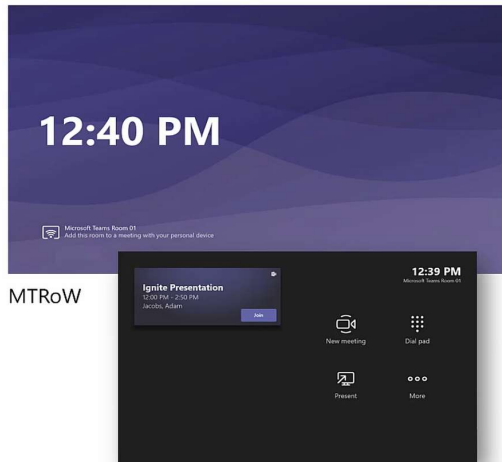 12:40 PM
Microsoft Teams Room 01
Add this room to a meeting with your personal device
MTRoW
Ignite Presentation
12:00 PM - 2:50 PM
Jacobs, Adam
Join
12:39 PM
Microsoft Teams Room 01
New meeting
Dial pad
Present
More